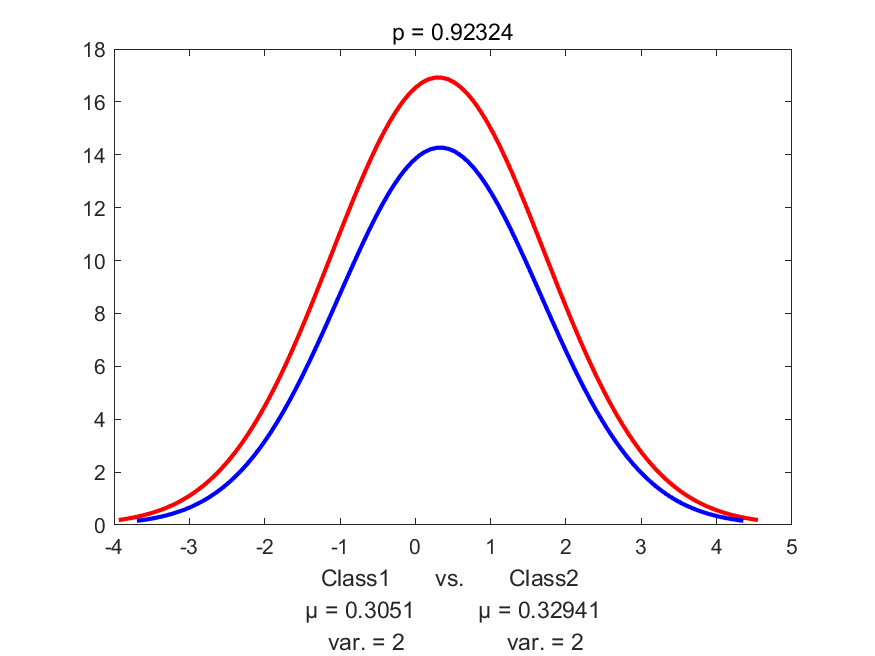 p = 0.92324
18
16
14
12
10
8
6
4
2
0
-4 -3 -2 -1 0 1 2 3 4 5
Class1 vs. Class2
μ = 0.3051 μ = 0.32941
var. = 2 var. = 2